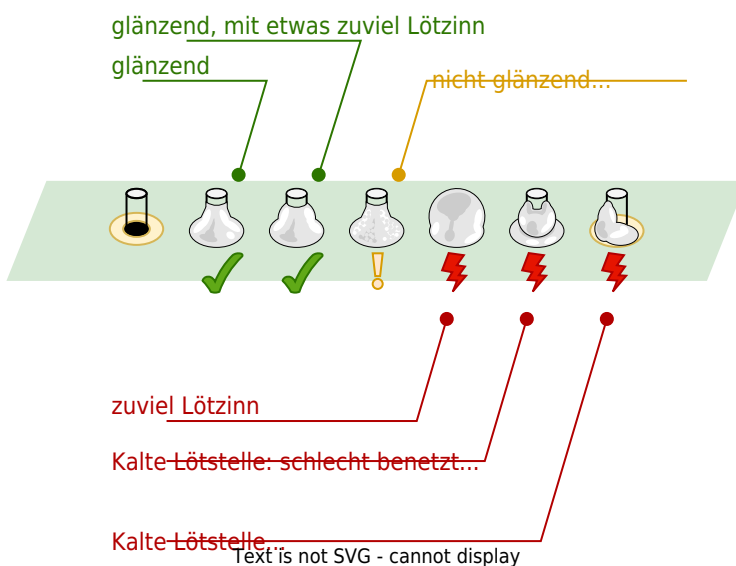 glänzend, mit etwas zuviel Lötzinn
glänzend
nicht glänzend...
zuviel Lötzinn
Kalte Lötstelle: schlecht benetzt...
Kalte Lötstelle...
Text is not SVG - cannot display